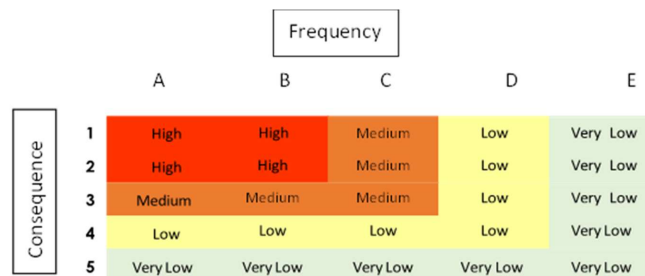 Frequency
A B C D E
Consequence
1 High High Medium Low Very Low
2 High High Medium Low Very Low
3 Medium Medium Medium Low Very Low
4 Low Low Low Low Very Low
5 Very Low Very Low Very Low Very Low Very Low